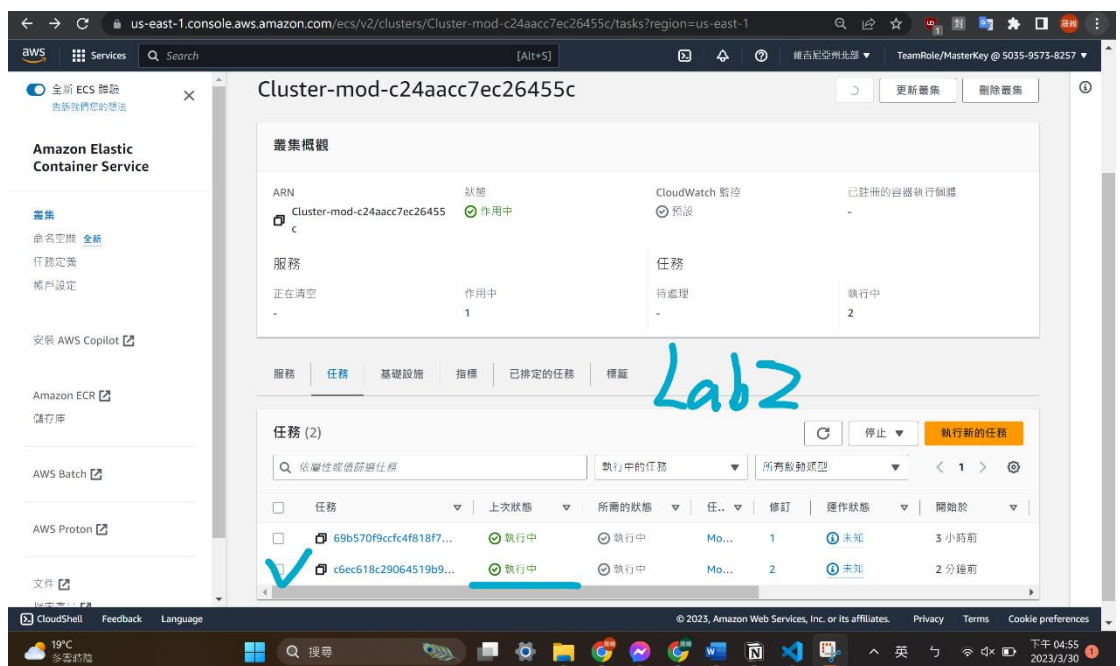 us-east-1.console.aws.amazon.com/ecs/v2/clusters/Cluster-mod-c24aacc7ec26455c/tasks?region=us-east-1
aws Services Search [Alt+S] 維吉尼亞州北部 ▼ TeamRole/MasterKey @ 5035-9573-8257 ▼
全新 ECS 體驗
告訴我們您的想法
Amazon Elastic
Container Service
叢集
命名空間 全新
任務定義
帳戶設定
安裝 AWS Copilot
Amazon ECR
儲存庫
AWS Batch
AWS Proton
文件
Cluster-mod-c24aacc7ec26455c
更新叢集 刪除叢集
叢集概觀
ARN 狀態 CloudWatch 監控 已註冊的容器執行個體
Cluster-mod-c24aacc7ec26455 作用中 預設 -
c
服務 任務
正在清空 作用中 待處理 執行中
- 1 - 2
服務 任務 基礎設施 指標 已排定的任務 標籤
Lab2
任務 (2) 停止 ▼ 執行新的任務
依屬性或值篩選任務 執行中的任務 ▼ 所有啟動類型 ▼ < 1 >
任務 上次狀態 所需的狀態 任.. 修訂 運作狀態 開始於
69b570f9ccfc4f818f7... 執行中 執行中 Mo... 1 未知 3 小時前
c6ec618c29064519b9... 執行中 執行中 Mo... 2 未知 2 分鐘前
CloudShell Feedback Language © 2023, Amazon Web Services, Inc. or its affiliates. Privacy Terms Cookie preferences
19°C
多雲時陰
搜尋
英
下午 04:55
2023/3/30
1